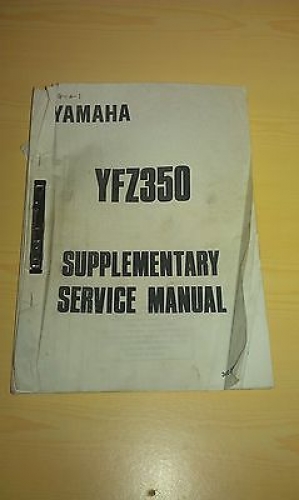 YAMAHA
YFZ350
SUPPLEMENTARY
SERVICE MANUAL